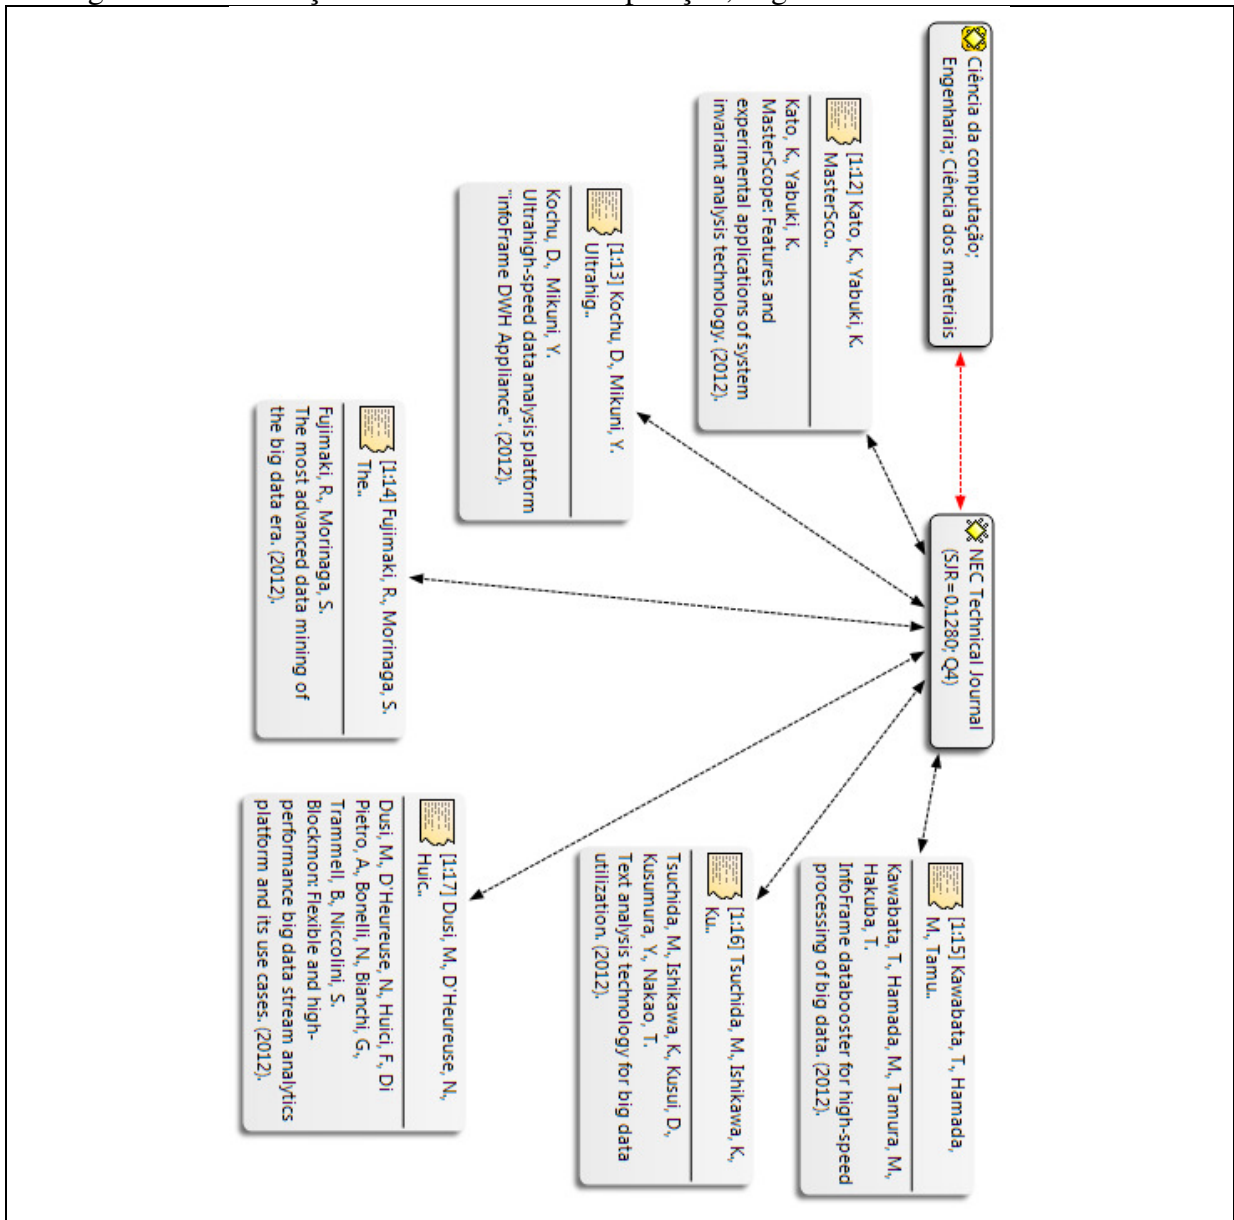 Ciência da computação;
Engenharia; Ciência dos materiais
NEC Technical Journal
(SJR=0.1280; Q4)
[1:12] Kato, K., Yabuki, K.
MasterSco..
Kato, K., Yabuki, K.
MasterScope: Features and
experimental applications of system
invariant analysis technology. (2012).
[1:13] Kochu, D., Mikuni, Y.
Ultrahig..
Kochu, D., Mikuni, Y.
Ultrahigh-speed data analysis platform
"infoFrame DWH Appliance". (2012).
[1:14] Fujimaki, R., Morinaga, S.
The..
Fujimaki, R., Morinaga, S.
The most advanced data mining of
the big data era. (2012).
[1:15] Kawabata, T., Hamada,
M., Tamu..
Kawabata, T., Hamada, M., Tamura, M.,
Hakuba, T.
InfoFrame databooster for high-speed
processing of big data. (2012).
[1:16] Tsuchida, M., Ishikawa, K.,
Ku..
Tsuchida, M., Ishikawa, K., Kusui, D.,
Kusumura, Y., Nakao, T.
Text analysis technology for big data
utilization. (2012).
[1:17] Dusi, M., D'Heureuse, N.,
Huic..
Dusi, M., D'Heureuse, N., Huici, F., Di
Pietro, A., Bonelli, N., Bianchi, G.,
Trammell, B., Niccolini, S.
Blockmon: Flexible and high-
performance big data stream analytics
platform and its use cases. (2012).